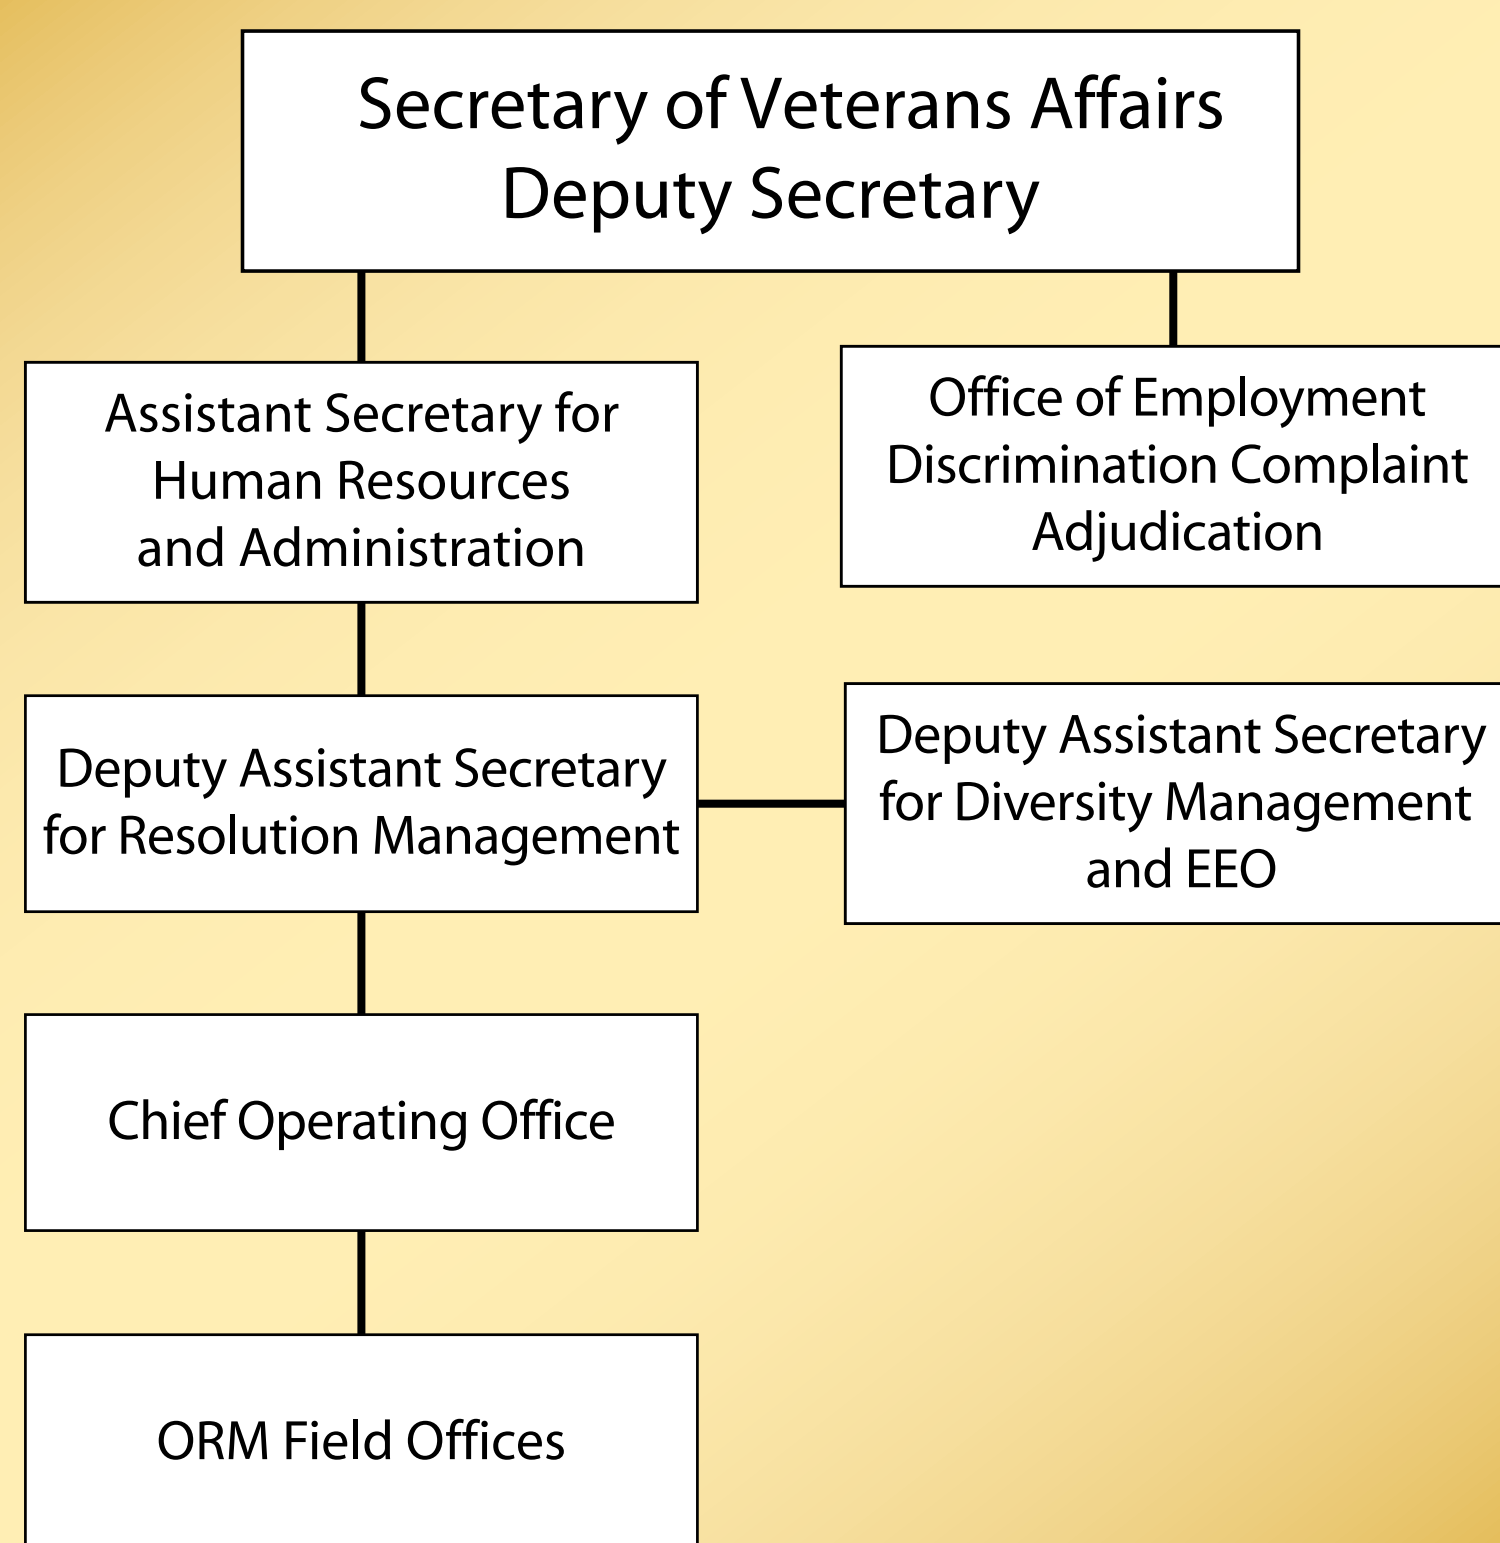 Secretary of Veterans Affairs
Deputy Secretary
Assistant Secretary for
Human Resources
and Administration
Office of Employment
Discrimination Complaint
Adjudication
Deputy Assistant Secretary
for Resolution Management
Deputy Assistant Secretary
for Diversity Management
and EEO
Chief Operating Office
ORM Field Offices